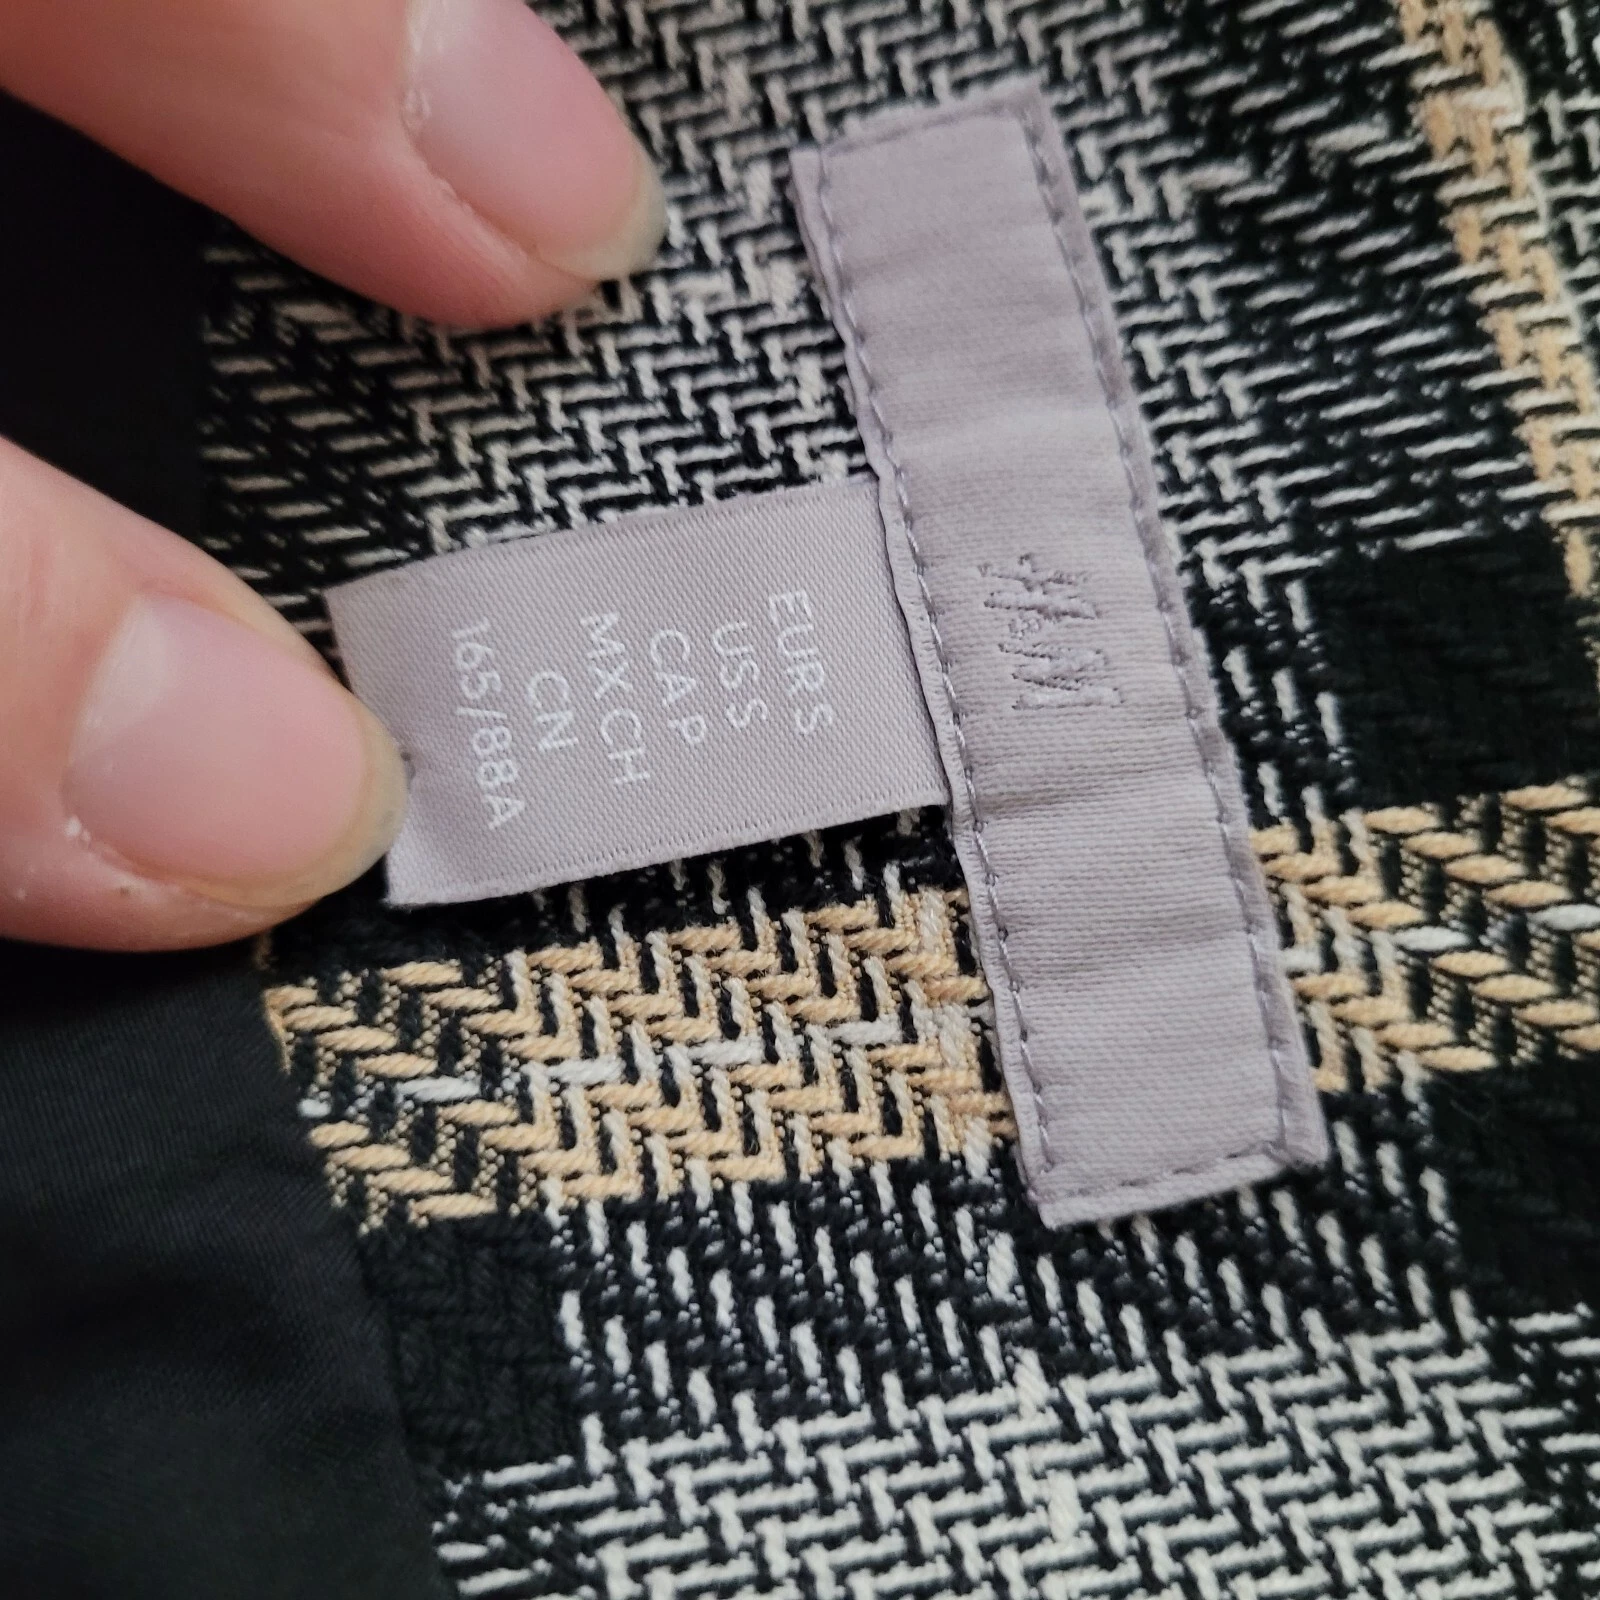 H&M
EUR S
US S
CA P
MX CH
CN
165/88A